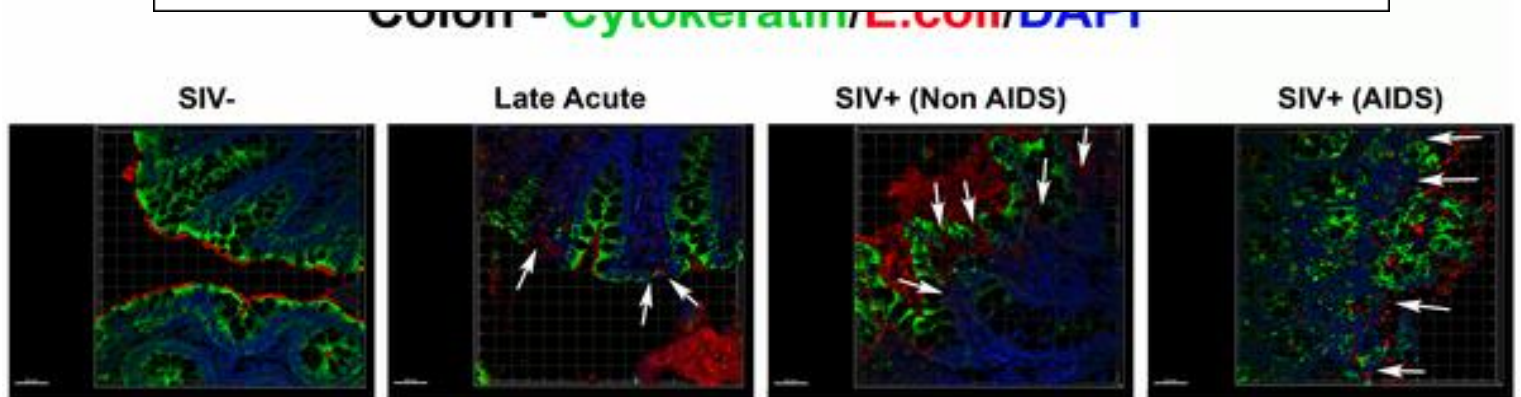 Colon - Cytokeratin/E.coli/DAPI
SIV-
Late Acute
SIV+ (Non AIDS)
SIV+ (AIDS)